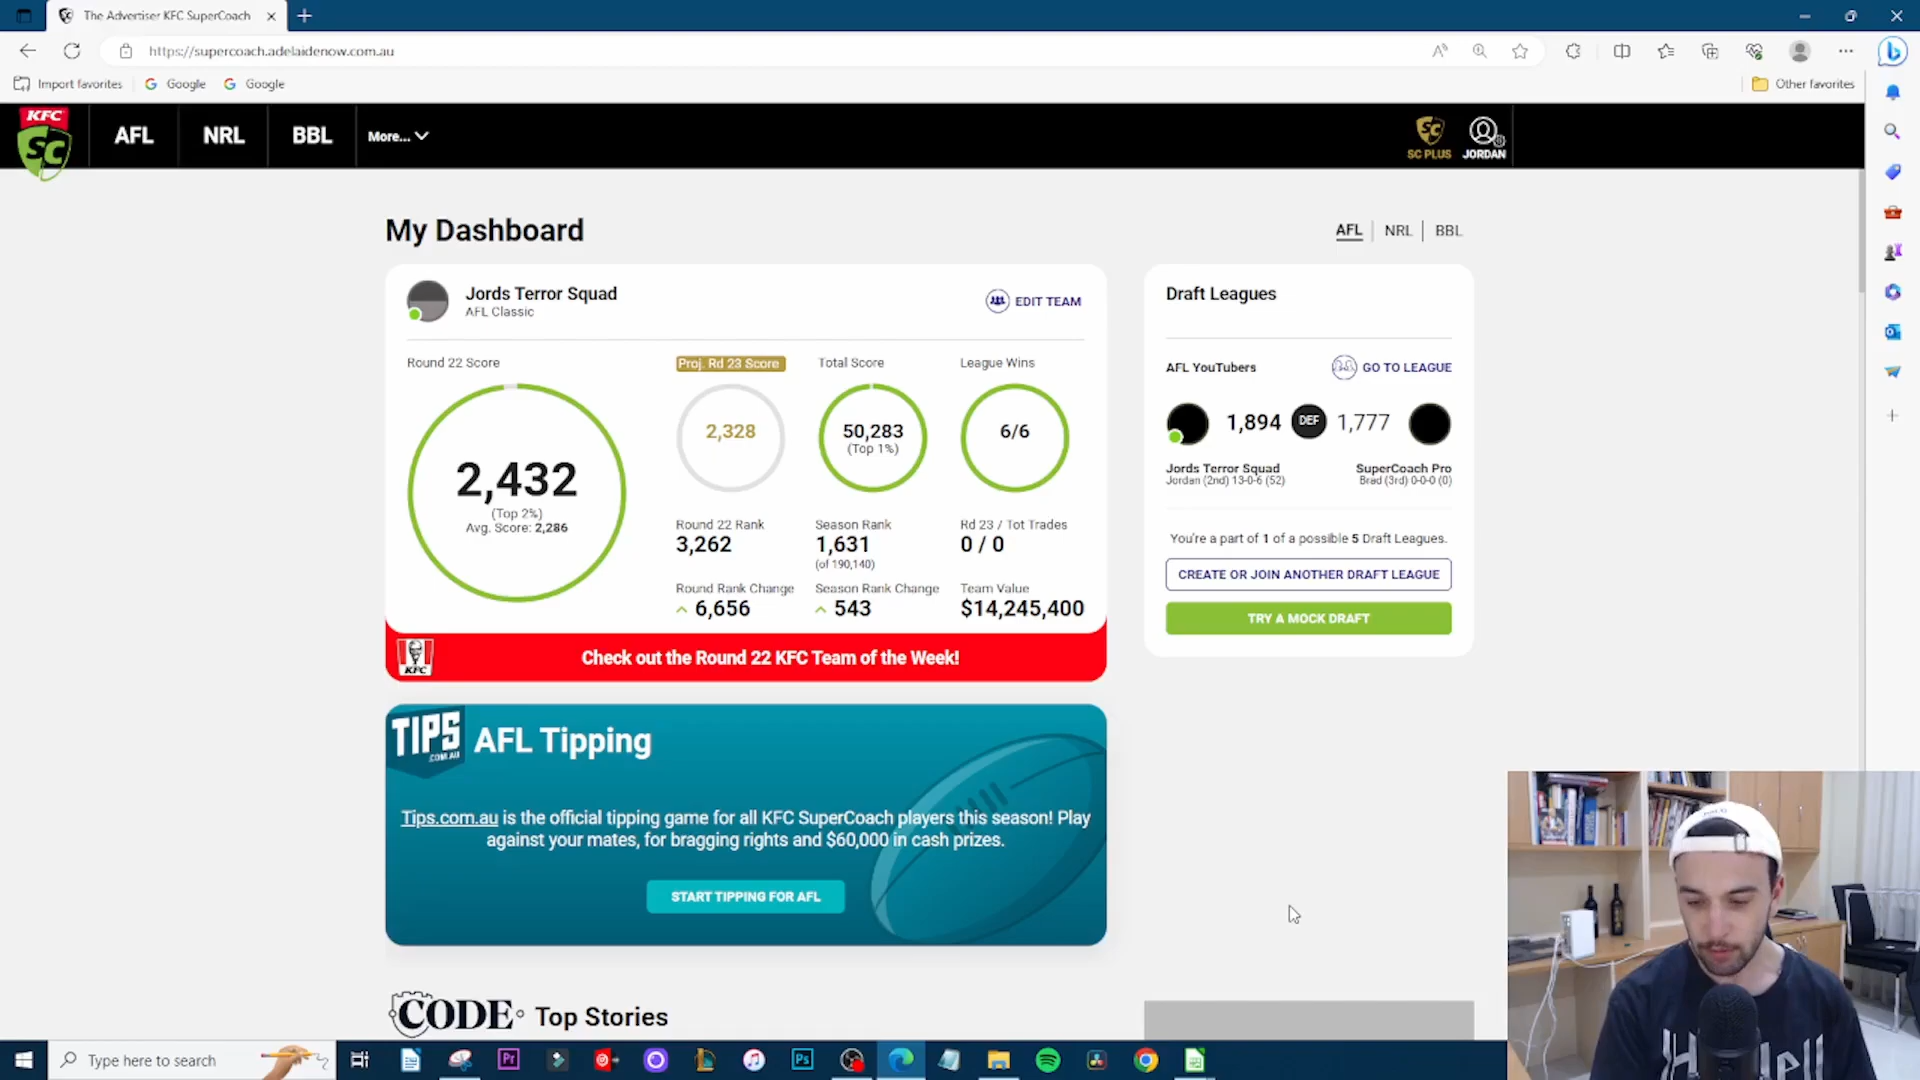 The Advertiser KFC SuperCoach
https://supercoach.adelaidenow.com.au
Import favorites
Google
Google
Other favorites
KFC
SC
AFL
NRL
BBL
More...
SC
SC PLUS
JORDAN
My Dashboard
AFL
NRL
BBL
Jords Terror Squad
AFL Classic
EDIT TEAM
Round 22 Score
2,432
(Top 2%)
Avg. Score: 2,286
Proj. Rd 23 Score
2,328
Total Score
50,283
(Top 1%)
League Wins
6/6
Round 22 Rank
3,262
Season Rank
1,631
(of 190,140)
Rd 23 / Tot Trades
0 / 0
Round Rank Change
6,656
Season Rank Change
543
Team Value
$14,245,400
KFC
Check out the Round 22 KFC Team of the Week!
Draft Leagues
AFL YouTubers
GO TO LEAGUE
1,894
DEF
1,777
Jords Terror Squad
Jordan (2nd) 13-0-6 (52)
SuperCoach Pro
Brad (3rd) 0-0-0 (0)
You're a part of 1 of a possible 5 Draft Leagues.
CREATE OR JOIN ANOTHER DRAFT LEAGUE
TRY A MOCK DRAFT
TIPS
.COM.AU
AFL Tipping
Tips.com.au is the official tipping game for all KFC SuperCoach players this season! Play
against your mates, for bragging rights and $60,000 in cash prizes.
START TIPPING FOR AFL
CODE
Top Stories
Type here to search
Pr
Ps